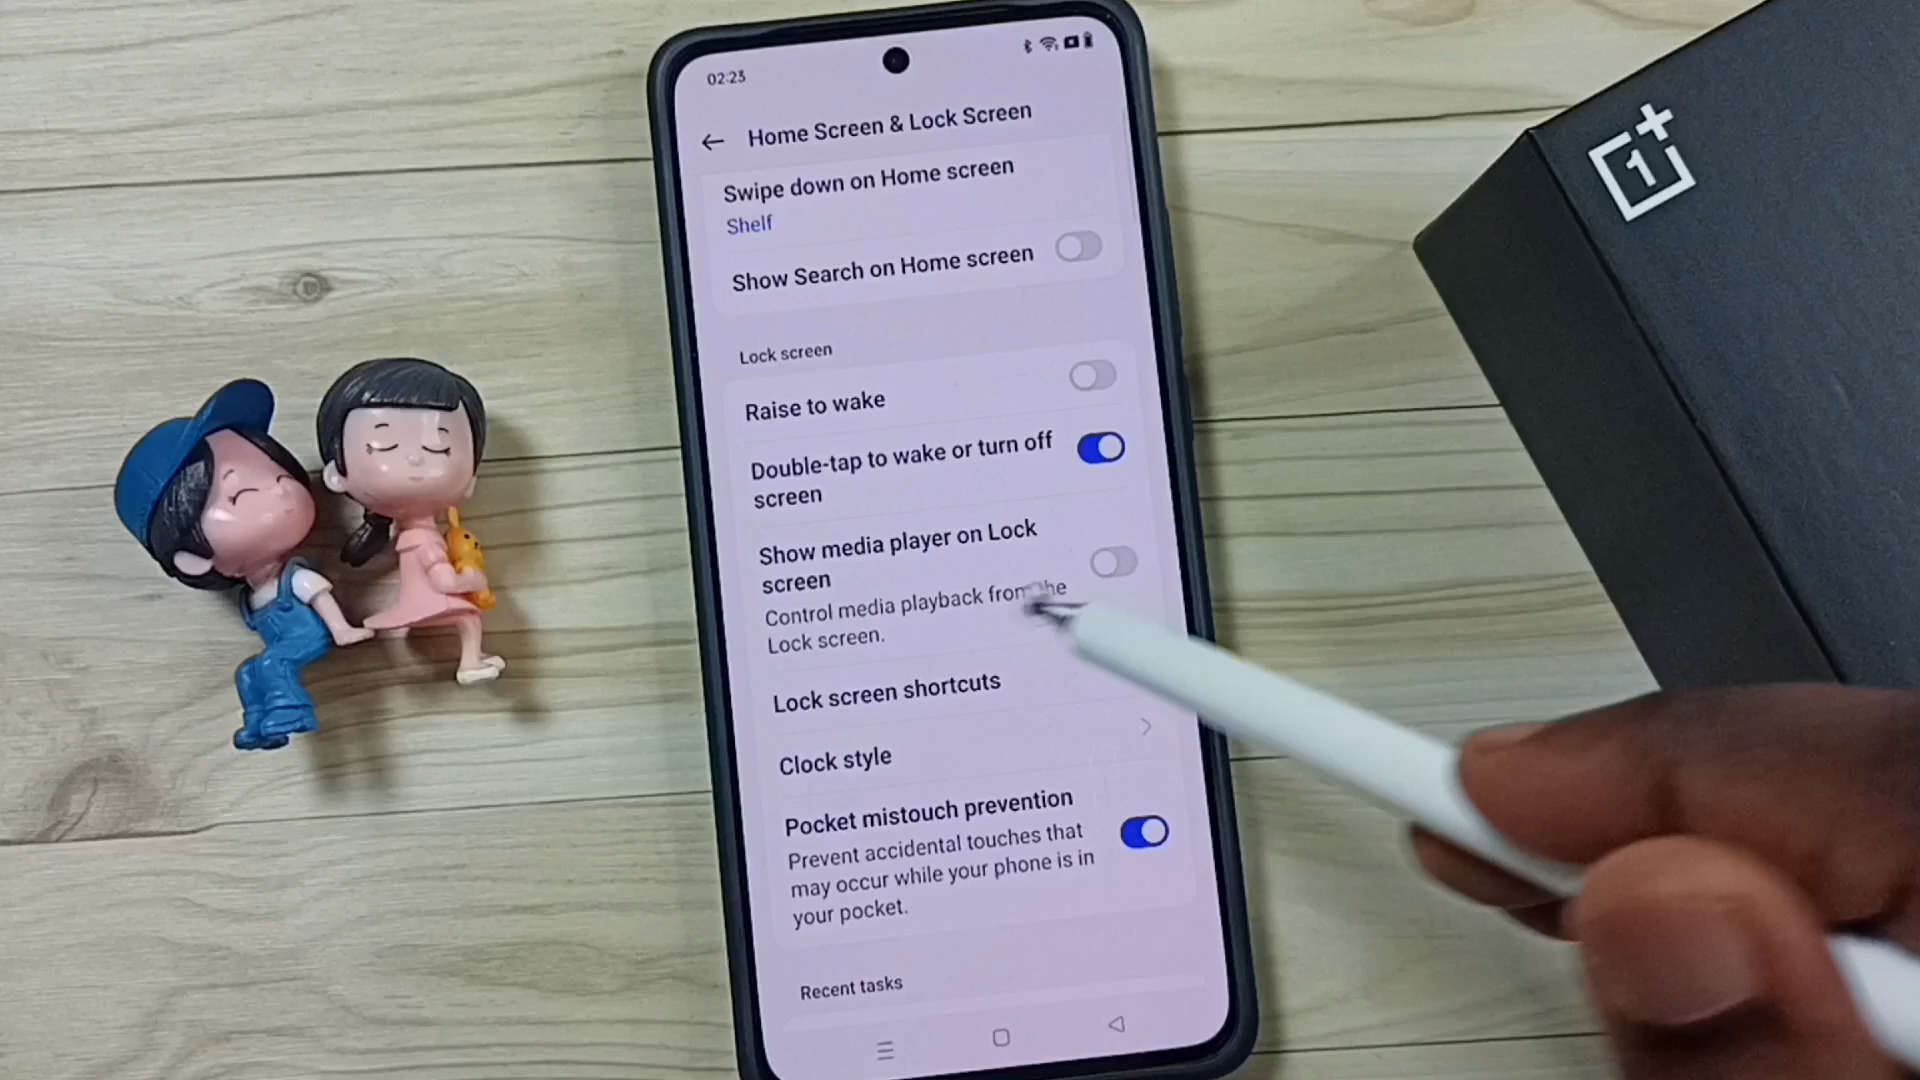 02:23
Home Screen & Lock Screen
Swipe down on Home screen
Shelf
Show Search on Home screen
Lock screen
Raise to wake
Double-tap to wake or turn off
screen
Show media player on Lock
screen
Control media playback from the
Lock screen.
Lock screen shortcuts
Clock style
Pocket mistouch prevention
Prevent accidental touches that
may occur while your phone is in
your pocket.
Recent tasks
1+